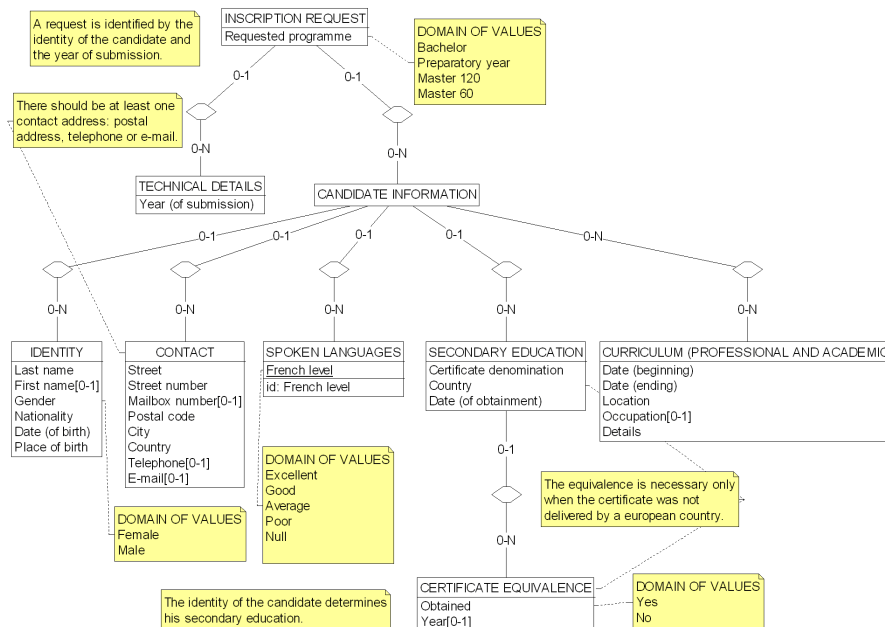 A request is identified by the
identity of the candidate and
the year of submission.
INSCRIPTION REQUEST
Requested programme
DOMAIN OF VALUES
Bachelor
Preparatory year
Master 120
Master 60
0-1
0-1
There should be at least one
contact address: postal
address, telephone or e-mail.
0-N
0-N
TECHNICAL DETAILS
Year (of submission)
CANDIDATE INFORMATION
0-1
0-1
0-1
0-1
0-N
0-N
0-N
0-N
0-N
0-N
IDENTITY
Last name
First name[0-1]
Gender
Nationality
Date (of birth)
Place of birth
CONTACT
Street
Street number
Mailbox number[0-1]
Postal code
City
Country
Telephone[0-1]
E-mail[0-1]
SPOKEN LANGUAGES
French level
id: French level
SECONDARY EDUCATION
Certificate denomination
Country
Date (of obtainment)
CURRICULUM (PROFESSIONAL AND ACADEMIC
Date (beginning)
Date (ending)
Location
Occupation[0-1]
Details
0-1
DOMAIN OF VALUES
Excellent
Good
Average
Poor
Null
The equivalence is necessary only
when the certificate was not
delivered by a european country.
DOMAIN OF VALUES
Female
Male
0-N
The identity of the candidate determines
his secondary education.
CERTIFICATE EQUIVALENCE
Obtained
Year[0-1]
DOMAIN OF VALUES
Yes
No